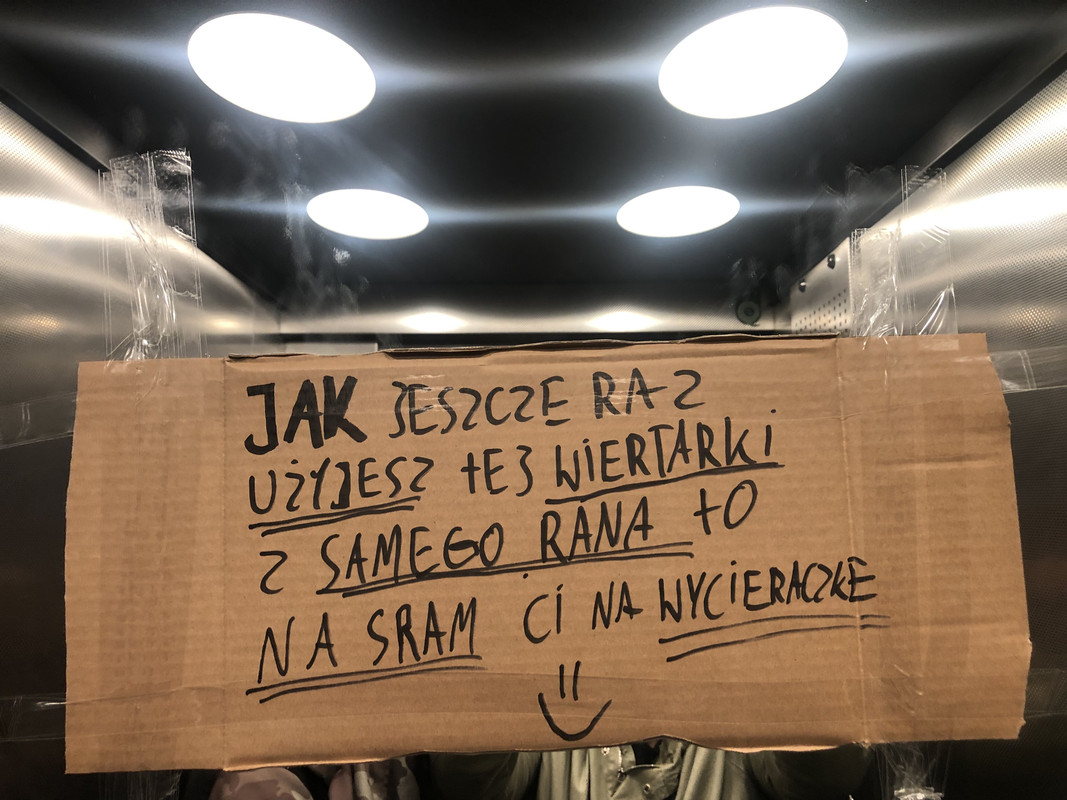 JAK JESZCZE RAZ
UŻYJESZ TEJ WIERTARKI
Z SAMEGO RANA TO
NA SRAM CI NA WYCIERACZKE